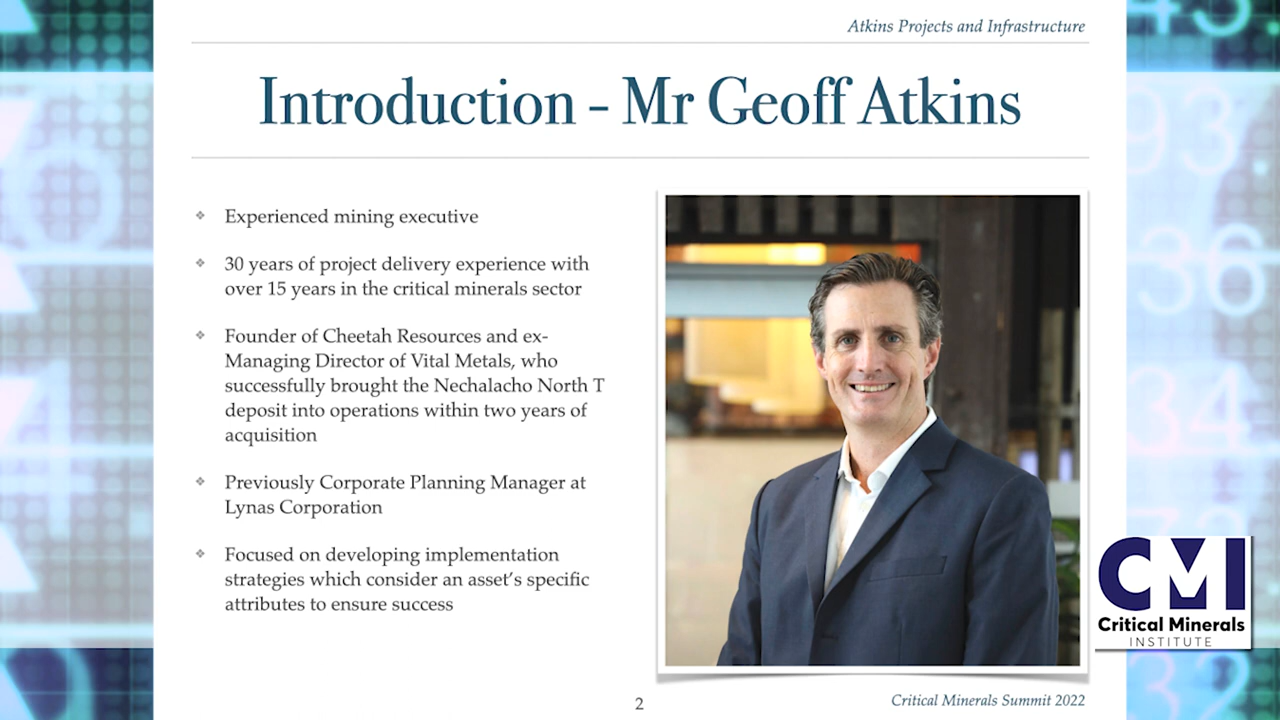 Atkins Projects and Infrastructure
Introduction – Mr Geoff Atkins
Experienced mining executive
30 years of project delivery experience with
over 15 years in the critical minerals sector
Founder of Cheetah Resources and ex-
Managing Director of Vital Metals, who
successfully brought the Nechalacho North T
deposit into operations within two years of
acquisition
Previously Corporate Planning Manager at
Lynas Corporation
Focused on developing implementation
strategies which consider an asset's specific
attributes to ensure success
CMI
Critical Minerals
INSTITUTE
2
Critical Minerals Summit 2022
93
36
34
32